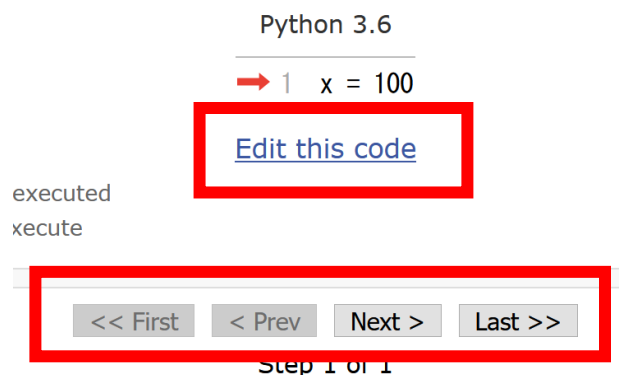 Python 3.6
1 x = 100
Edit this code
executed
xecute
<< First < Prev Next > Last >>
Step 1 of 1